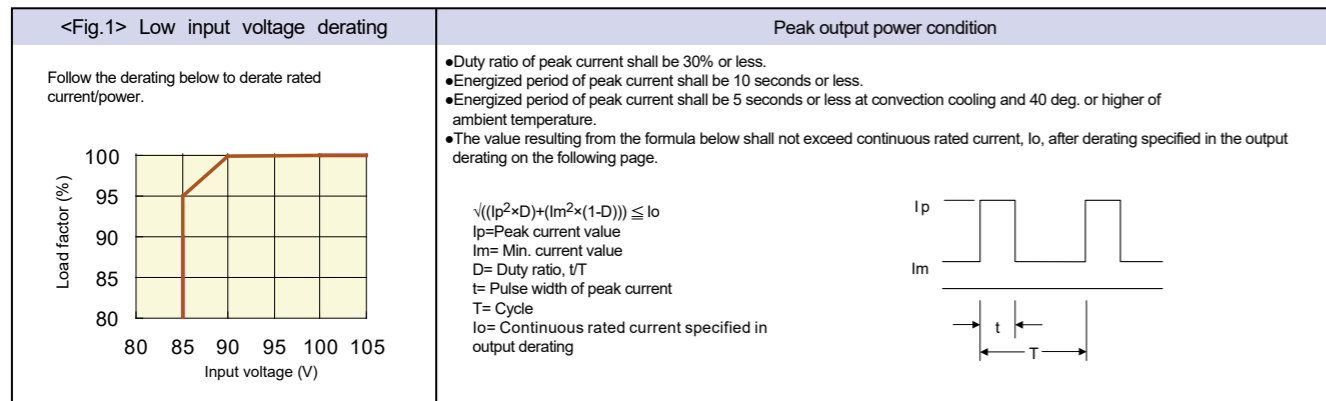 <Fig.1> Low input voltage derating
Follow the derating below to derate rated
current/power.
100
95
90
85
80
Load factor (%)
80 85 90 95 100 105
Input voltage (V)
Peak output power condition
●Duty ratio of peak current shall be 30% or less.
●Energized period of peak current shall be 10 seconds or less.
●Energized period of peak current shall be 5 seconds or less at convection cooling and 40 deg. or higher of
ambient temperature.
●The value resulting from the formula below shall not exceed continuous rated current, Io, after derating specified in the output
derating on the following page.
√((Ip²×D)+(Im²×(1-D))) ≦ Io
Ip=Peak current value
Im= Min. current value
D= Duty ratio, t/T
t= Pulse width of peak current
T= Cycle
Io= Continuous rated current specified in
output derating
Ip
Im
t
T